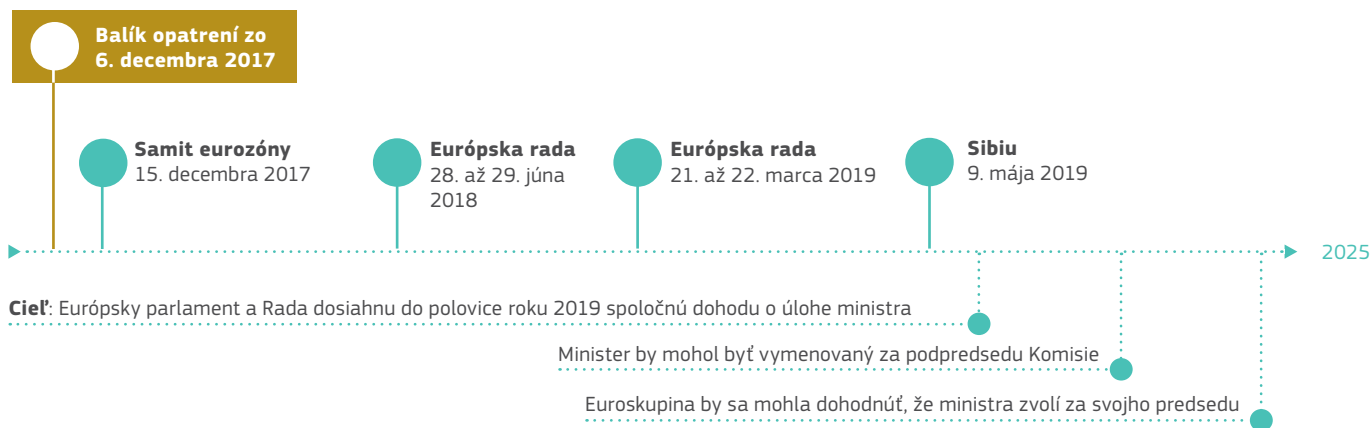 Balík opatrení zo
6. decembra 2017
Samit eurozóny
15. decembra 2017
Európska rada
28. až 29. júna
2018
Európska rada
21. až 22. marca 2019
Sibiu
9. mája 2019
2025
Cieľ: Európsky parlament a Rada dosiahnu do polovice roku 2019 spoločnú dohodu o úlohe ministra
Minister by mohol byť vymenovaný za podpredsedu Komisie
Euroskupina by sa mohla dohodnúť, že ministra zvolí za svojho predsedu